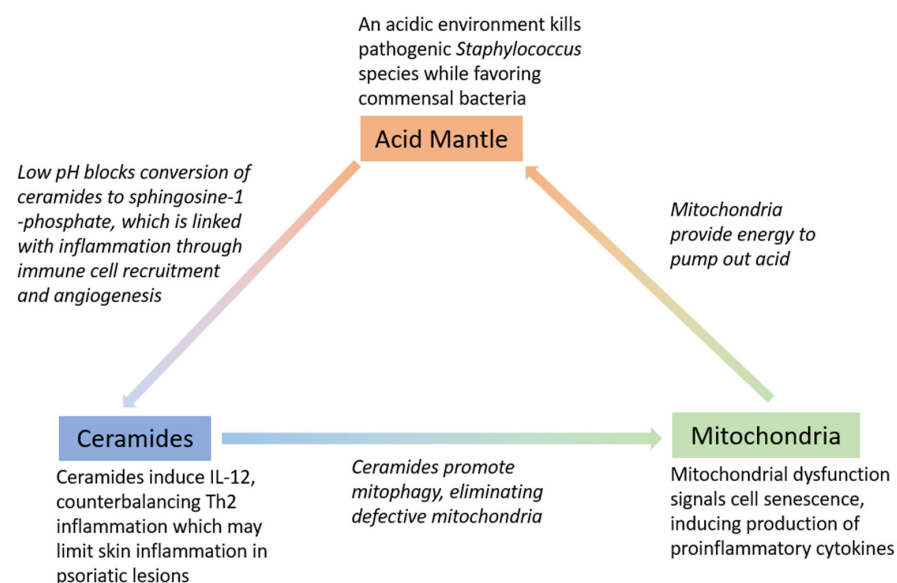 An acidic environment kills
pathogenic Staphylococcus
species while favoring
commensal bacteria
Acid Mantle
Low pH blocks conversion of
ceramides to sphingosine-1
-phosphate, which is linked
with inflammation through
immune cell recruitment
and angiogenesis
Mitochondria
provide energy to
pump out acid
Ceramides
Ceramides induce IL-12,
counterbalancing Th2
inflammation which may
limit skin inflammation in
psoriatic lesions
Ceramides promote
mitophagy, eliminating
defective mitochondria
Mitochondria
Mitochondrial dysfunction
signals cell senescence,
inducing production of
proinflammatory cytokines